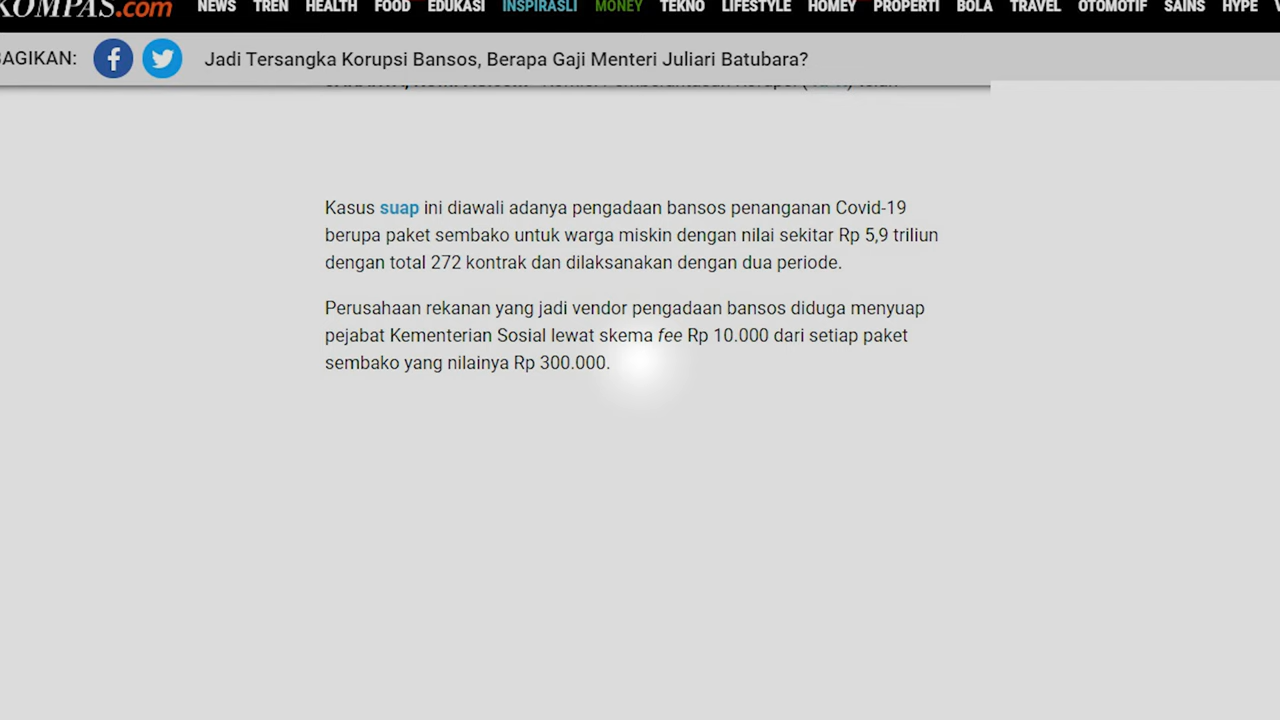 KOMPAS.com NEWS TREN HEALTH FOOD EDUKASI INSPIRASLI MONEY TEKNO LIFESTYLE HOMEY PROPERTI BOLA TRAVEL OTOMOTIF SAINS HYPE
BAGIKAN: Jadi Tersangka Korupsi Bansos, Berapa Gaji Menteri Juliari Batubara?
Kasus suap ini diawali adanya pengadaan bansos penanganan Covid-19
berupa paket sembako untuk warga miskin dengan nilai sekitar Rp 5,9 triliun
dengan total 272 kontrak dan dilaksanakan dengan dua periode.
Perusahaan rekanan yang jadi vendor pengadaan bansos diduga menyuap
pejabat Kementerian Sosial lewat skema fee Rp 10.000 dari setiap paket
sembako yang nilainya Rp 300.000.